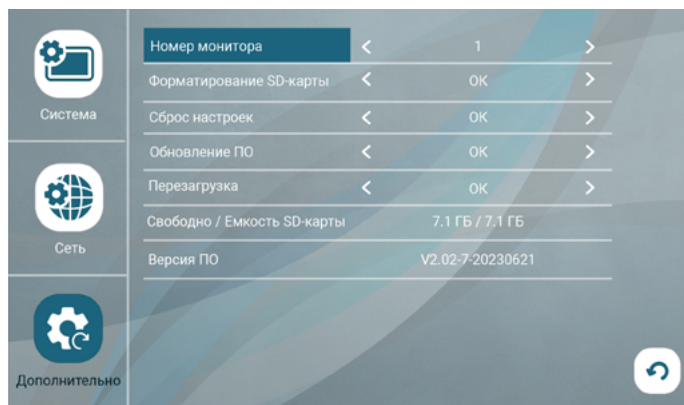 Система
Сеть
Дополнительно
Номер монитора < 1 >
Форматирование SD-карты < OK >
Сброс настроек < OK >
Обновление ПО < OK >
Перезагрузка < OK >
Свободно / Емкость SD-карты 7.1 ГБ / 7.1 ГБ
Версия ПО V2.02-7-20230621